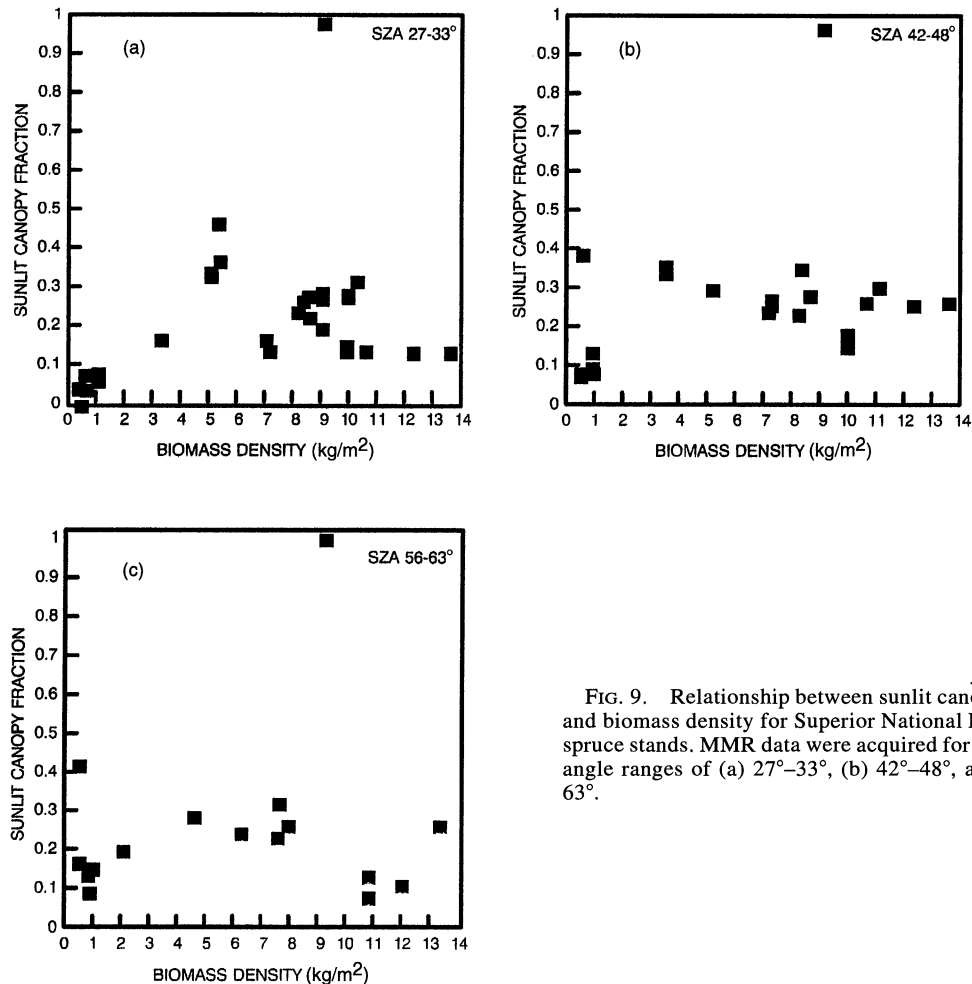 (a)
SZA 27-33°
SUNLIT CANOPY FRACTION
1
0.9
0.8
0.7
0.6
0.5
0.4
0.3
0.2
0.1
0
0 1 2 3 4 5 6 7 8 9 10 11 12 13 14
BIOMASS DENSITY (kg/m²)
(b)
SZA 42-48°
SUNLIT CANOPY FRACTION
1
0.9
0.8
0.7
0.6
0.5
0.4
0.3
0.2
0.1
0
0 1 2 3 4 5 6 7 8 9 10 11 12 13 14
BIOMASS DENSITY (kg/m²)
(c)
SZA 56-63°
SUNLIT CANOPY FRACTION
1
0.9
0.8
0.7
0.6
0.5
0.4
0.3
0.2
0.1
0
0 1 2 3 4 5 6 7 8 9 10 11 12 13 14
BIOMASS DENSITY (kg/m²)
FIG. 9. Relationship between sunlit
and biomass density for Superior National
spruce stands. MMR data were acquired for
angle ranges of (a) 27°–33°, (b) 42°–48°,
63°.